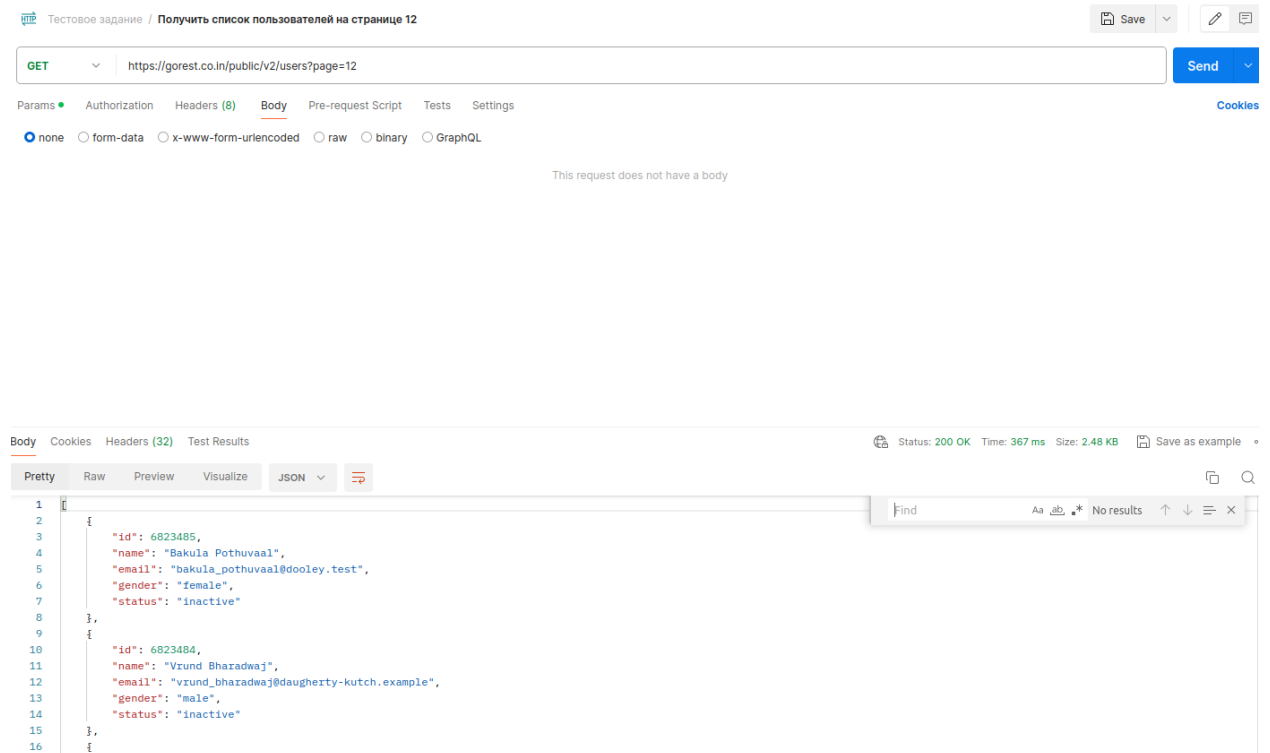 HTTP Тестовое задание / Получить список пользователей на странице 12 Save
GET https://gorest.co.in/public/v2/users?page=12 Send
Params Authorization Headers (8) Body Pre-request Script Tests Settings Cookies
none form-data x-www-form-urlencoded raw binary GraphQL
This request does not have a body
Body Cookies Headers (32) Test Results Status: 200 OK Time: 367 ms Size: 2.48 KB Save as example
Pretty Raw Preview Visualize JSON
Find Aa ab .* No results
1 [
2 {
3 "id": 6823485,
4 "name": "Bakula Pothuvaal",
5 "email": "bakula_pothuvaal@dooley.test",
6 "gender": "female",
7 "status": "inactive"
8 },
9 {
10 "id": 6823484,
11 "name": "Vrund Bharadwaj",
12 "email": "vrund_bharadwaj@daugherty-kutch.example",
13 "gender": "male",
14 "status": "inactive"
15 },
16 {